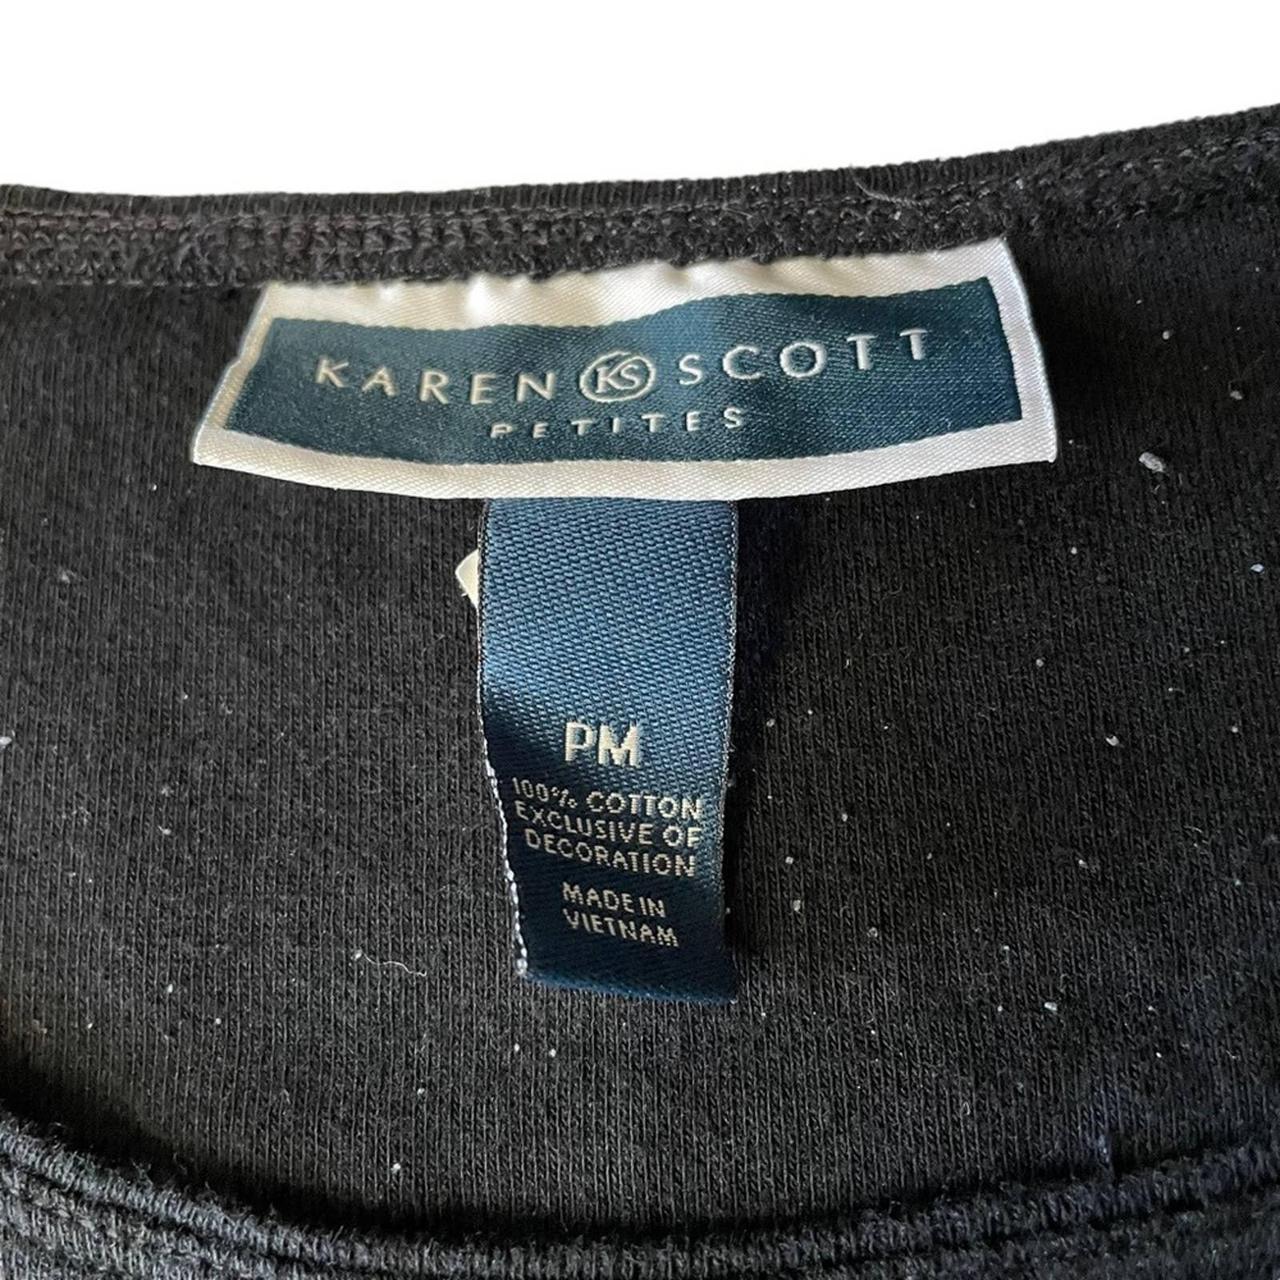 KAREN KS SCOTT
PETITES
PM
100% COTTON
EXCLUSIVE OF
DECORATION
MADE IN
VIETNAM